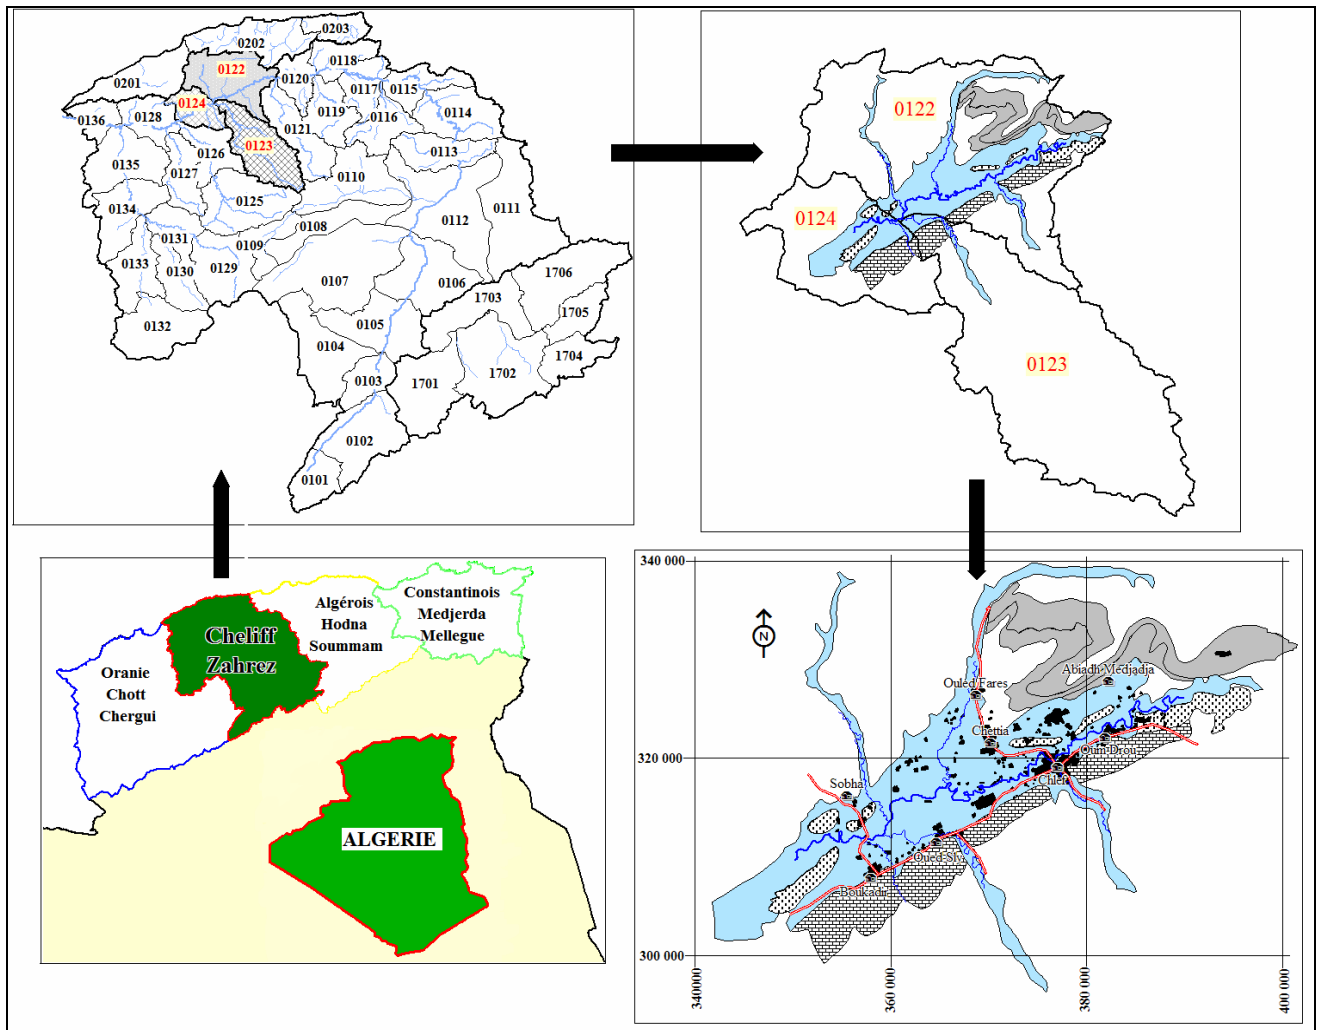 0203
0202
0118
0122
0120
0201
0117
0115
0124
0119
0114
0136
0128
0116
0121
0123
0126
0113
0135
0127
0110
0125
0134
0111
0112
0108
0131
0109
0133
0130
0129
1706
0107
0106
1703
1705
0132
0105
0104
1704
0103
1701
1702
0102
0101
0122
0124
0123
Cheliff
Zahrez
Algérois
Hodna
Soummam
Constantinois
Medjerda
Mellegue
Oranie
Chott
Chergui
ALGERIE
340 000
N
Abiadh Medjadja
Ouled Fares
Chettia
Oum Drou
320 000
Chlef
Sobha
Oued Sly
Boukadir
300 000
340000
360 000
380 000
400 000